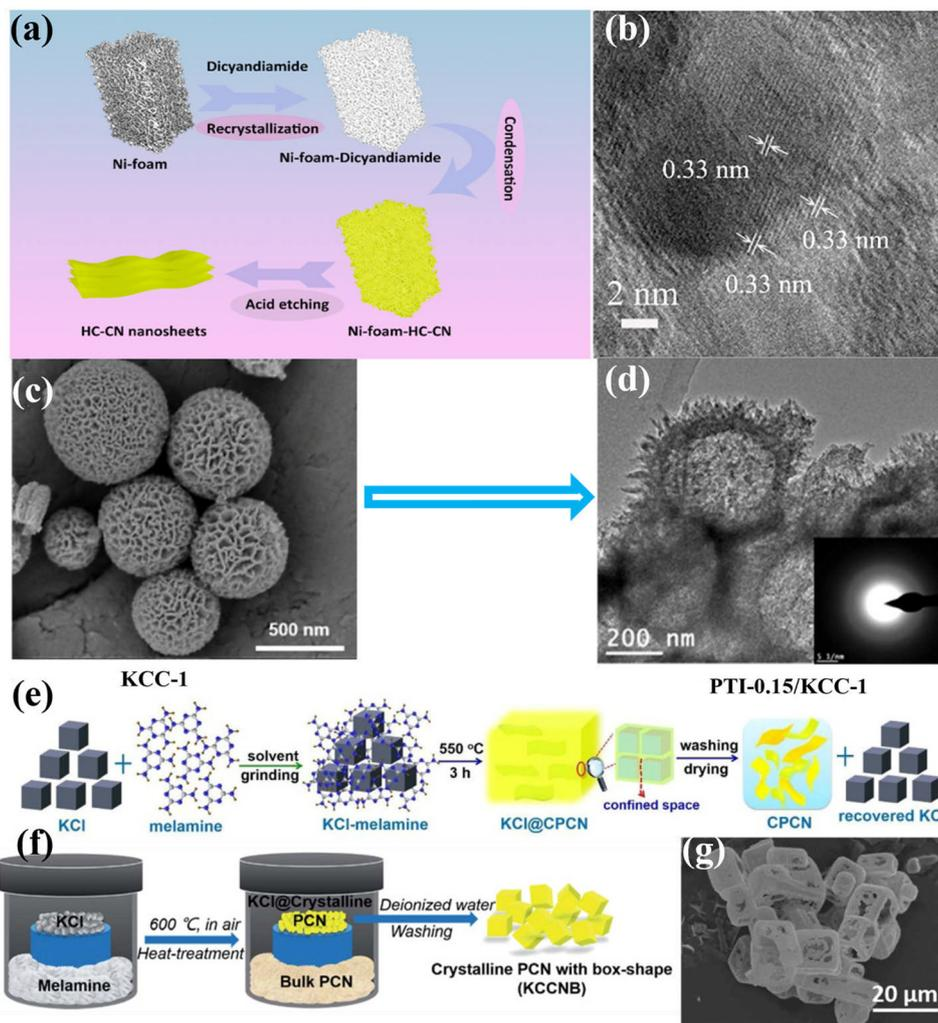 (a)
Dicyandiamide
Recrystallization
Ni-foam
Ni-foam-Dicyandiamide
Condensation
Acid etching
HC-CN nanosheets
Ni-foam-HC-CN
(b)
0.33 nm
0.33 nm
0.33 nm
2 nm
(c)
500 nm
KCC-1
(d)
200 nm
5 1/nm
PTI-0.15/KCC-1
(e)
KCl
+
melamine
solvent
grinding
KCl-melamine
550 °C
3 h
KCl@CPCN
confined space
washing
drying
CPCN
+
recovered KC
(f)
KCl
Melamine
600 ℃, in air
Heat-treatment
KCl@Crystalline
PCN
Bulk PCN
Deionized water
Washing
Crystalline PCN with box-shape
(KCCNB)
(g)
20 μm